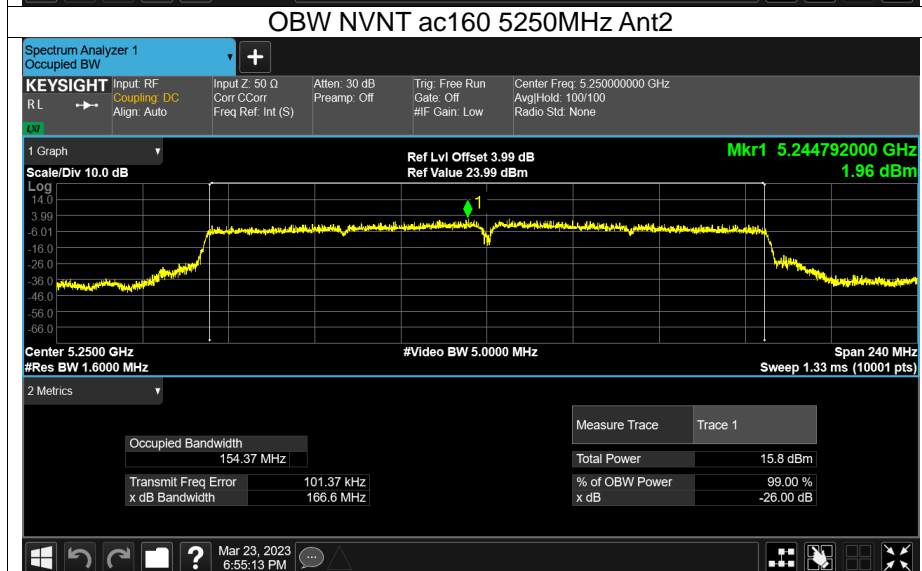 OBW NVNT ac160 5250MHz Ant2
Spectrum Analyzer 1
Occupied BW
KEYSIGHT Input: RF Input Z: 50 Ω Atten: 30 dB Trig: Free Run Center Freq: 5.250000000 GHz
RL Coupling: DC Corr CCorr Preamp: Off Gate: Off Avg|Hold: 100/100
Align: Auto Freq Ref: Int (S) #IF Gain: Low Radio Std: None
LXI
1 Graph Ref Lvl Offset 3.99 dB Mkr1 5.244792000 GHz
Scale/Div 10.0 dB Ref Value 23.99 dBm 1.96 dBm
Log
14.0
3.99
-6.01
-16.0
-26.0
-36.0
-46.0
-56.0
-66.0
1
Center 5.2500 GHz #Video BW 5.0000 MHz Span 240 MHz
#Res BW 1.6000 MHz Sweep 1.33 ms (10001 pts)
2 Metrics
Measure Trace Trace 1
Occupied Bandwidth
154.37 MHz Total Power 15.8 dBm
Transmit Freq Error 101.37 kHz % of OBW Power 99.00 %
x dB Bandwidth 166.6 MHz x dB -26.00 dB
? Mar 23, 2023
6:55:13 PM